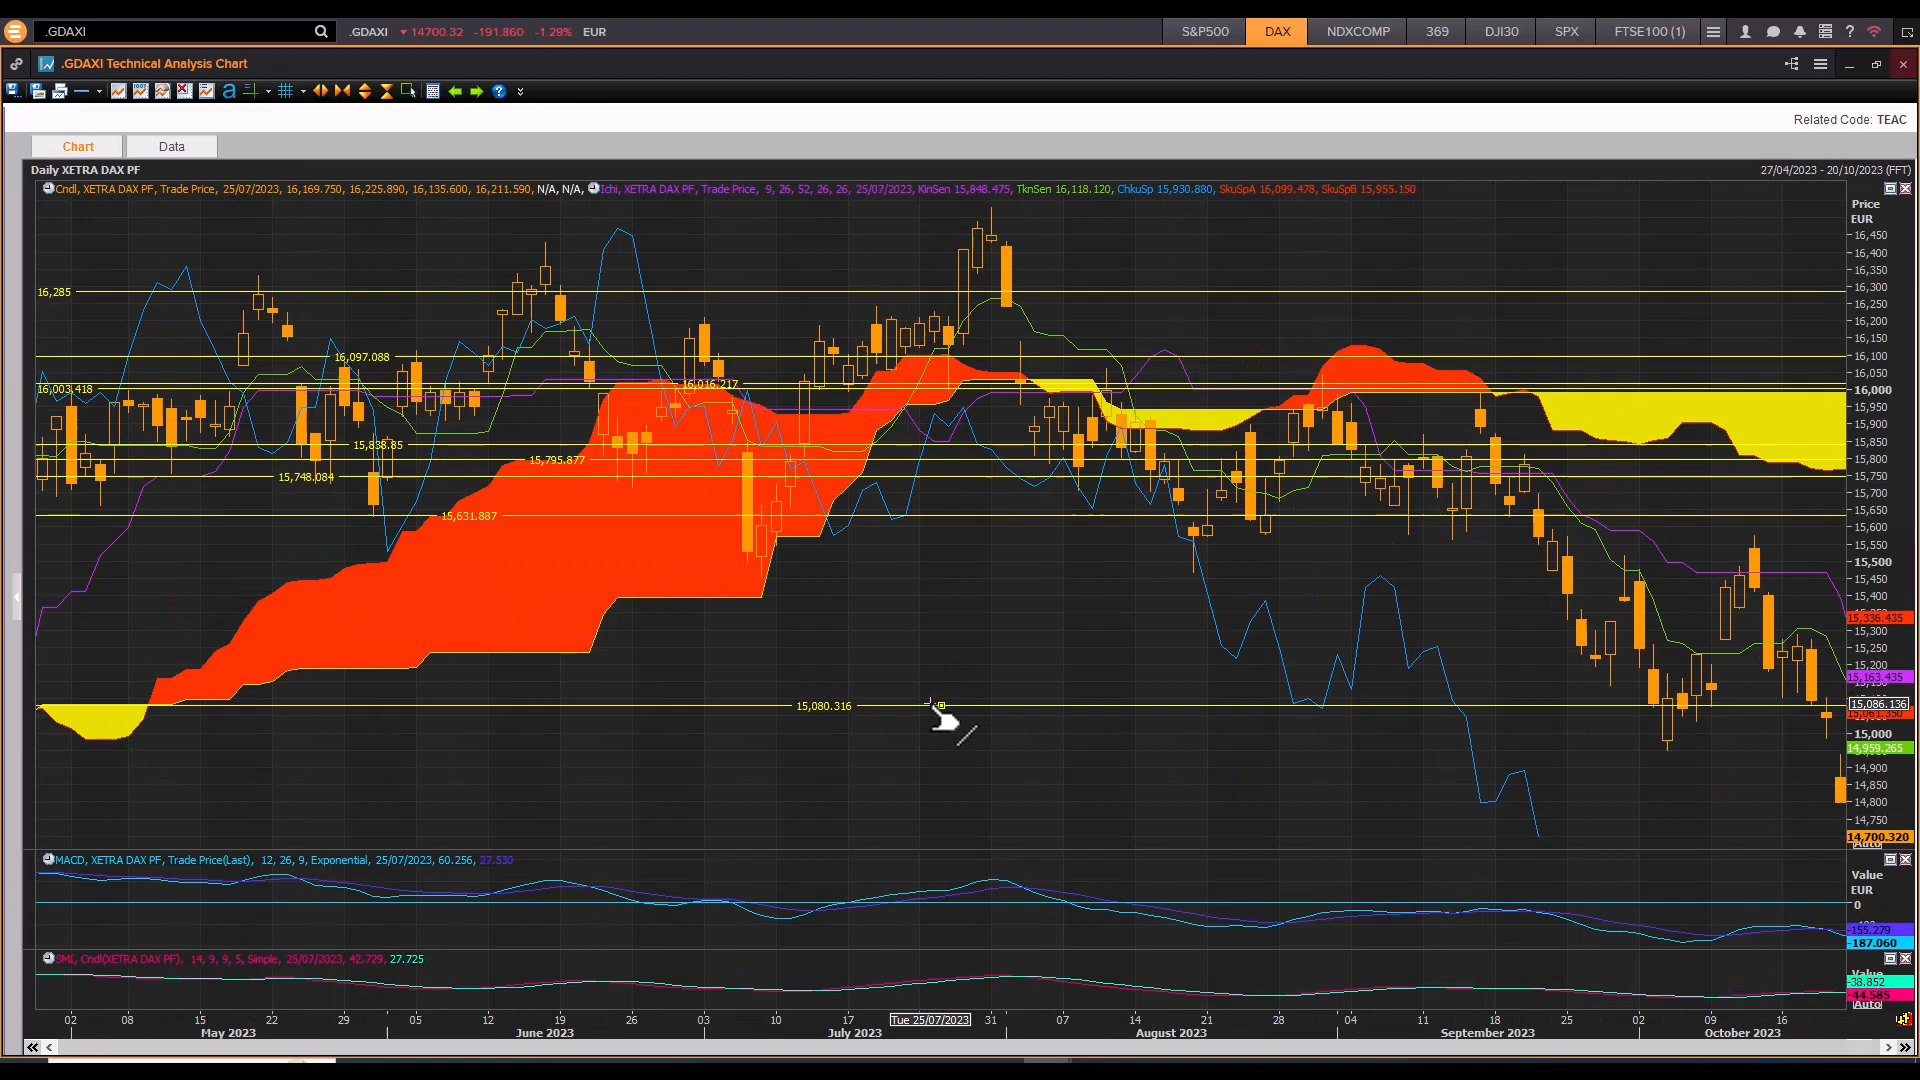 .GDAXI
.GDAXI ▼ 14700.32 -191.860 -1.29% EUR
S&P500 DAX NDXCOMP 369 DJI30 SPX FTSE100 (1)
.GDAXI Technical Analysis Chart
Related Code: TEAC
Chart Data
Daily XETRA DAX PF
27/04/2023 - 20/10/2023 (FFT)
Cndl, XETRA DAX PF, Trade Price, 25/07/2023, 16,169.750, 16,225.890, 16,135.600, 16,211.590, N/A, N/A, Ichi, XETRA DAX PF, Trade Price, 9, 26, 52, 26, 26, 25/07/2023, KinSen 15,848.475, TknSen 16,118.120, ChkuSp 15,930.880, SkuSpA 16,099.478, SkuSpB 15,955.150
Price
EUR
16,450
16,400
16,350
16,300
16,250
16,200
16,150
16,100
16,050
16,000
15,950
15,900
15,850
15,800
15,750
15,700
15,650
15,600
15,550
15,500
15,450
15,400
15,336.435
15,300
15,250
15,200
15,163.435
15,086.136
15,000
14,959.265
14,900
14,850
14,800
14,750
14,700.320
Auto
16,285
16,097.088
16,003.418
16,016.217
15,838.85
15,795.877
15,748.084
15,631.887
15,080.316
MACD, XETRA DAX PF, Trade Price(Last), 12, 26, 9, Exponential, 25/07/2023, 60.256, 27.530
Value
EUR
0
-155.279
-187.060
SMI, Cndl(XETRA DAX PF), 14, 9, 9, 5, Simple, 25/07/2023, 42.729, 27.725
Value
-38.852
-44.585
Auto
02 08 15 22 29 05 12 19 26 03 10 17 Tue 25/07/2023 31 07 14 21 28 04 11 18 25 02 09 16
May 2023 June 2023 July 2023 August 2023 September 2023 October 2023